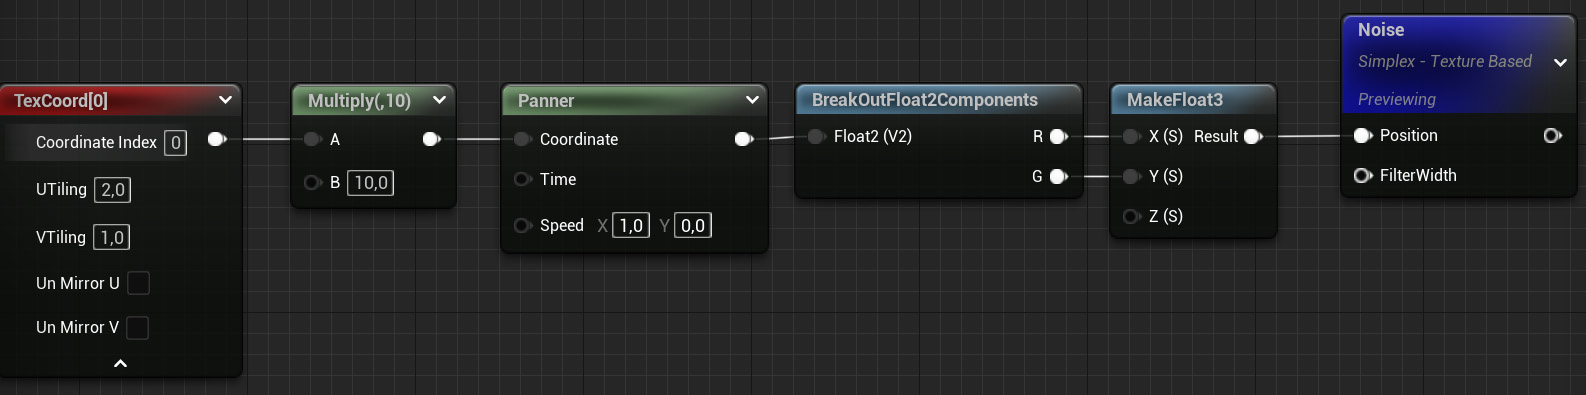 TexCoord[0]
Coordinate Index 0
UTiling 2,0
VTiling 1,0
Un Mirror U
Un Mirror V
Multiply(,10)
A
B 10,0
Panner
Coordinate
Time
Speed X 1,0 Y 0,0
BreakOutFloat2Components
Float2 (V2) R
G
MakeFloat3
X (S) Result
Y (S)
Z (S)
Noise
Simplex - Texture Based
Previewing
Position
FilterWidth